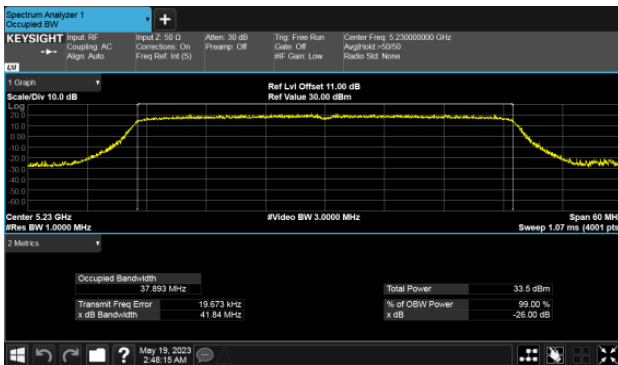 Spectrum Analyzer 1
Occupied BW
+
KEYSIGHT
Input: RF
Coupling: AC
Align: Auto
Input Z: 50 Ω
Corrections: On
Freq Ref: Int (S)
Atten: 30 dB
Preamp: Off
Trig: Free Run
Gate: Off
#IF Gain: Low
Center Freq: 5.230000000 GHz
Avg|Hold:>50/50
Radio Std: None
LXI
1 Graph
Scale/Div 10.0 dB
Ref Lvl Offset 11.00 dB
Ref Value 30.00 dBm
Log
20.0
10.0
0.00
-10.0
-20.0
-30.0
-40.0
-50.0
-60.0
Center 5.23 GHz
#Res BW 1.0000 MHz
#Video BW 3.0000 MHz
Span 60 MH
Sweep 1.07 ms (4001 pts
2 Metrics
Occupied Bandwidth
37.893 MHz
Transmit Freq Error 19.673 kHz
x dB Bandwidth 41.84 MHz
Total Power 33.5 dBm
% of OBW Power 99.00 %
x dB -26.00 dB
?
May 19, 2023
2:48:15 AM